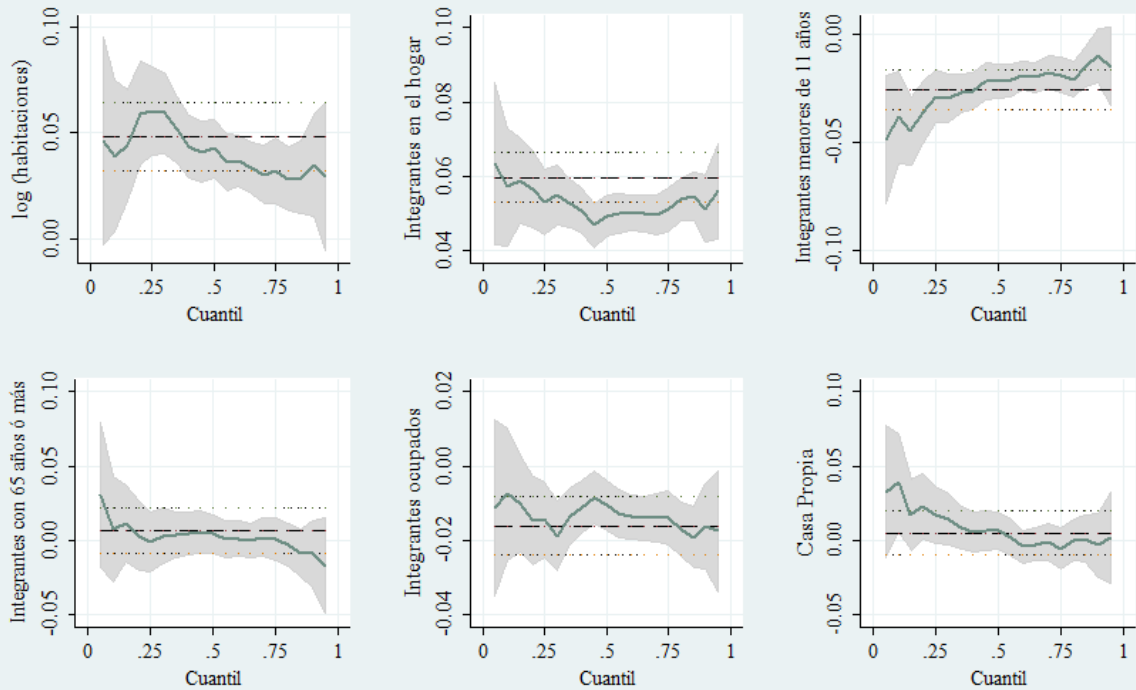 log (habitaciones)
0.10
0.05
0.00
0 .25 .5 .75 1
Cuantil
Integrantes en el hogar
0.10
0.08
0.06
0.04
0 .25 .5 .75 1
Cuantil
Integrantes menores de 11 años
0.00
-0.05
-0.10
0 .25 .5 .75 1
Cuantil
Integrantes con 65 años ó más
0.10
0.05
0.00
-0.05
0 .25 .5 .75 1
Cuantil
Integrantes ocupados
0.02
0.00
-0.02
-0.04
0 .25 .5 .75 1
Cuantil
Casa Propia
0.10
0.05
0.00
-0.05
0 .25 .5 .75 1
Cuantil